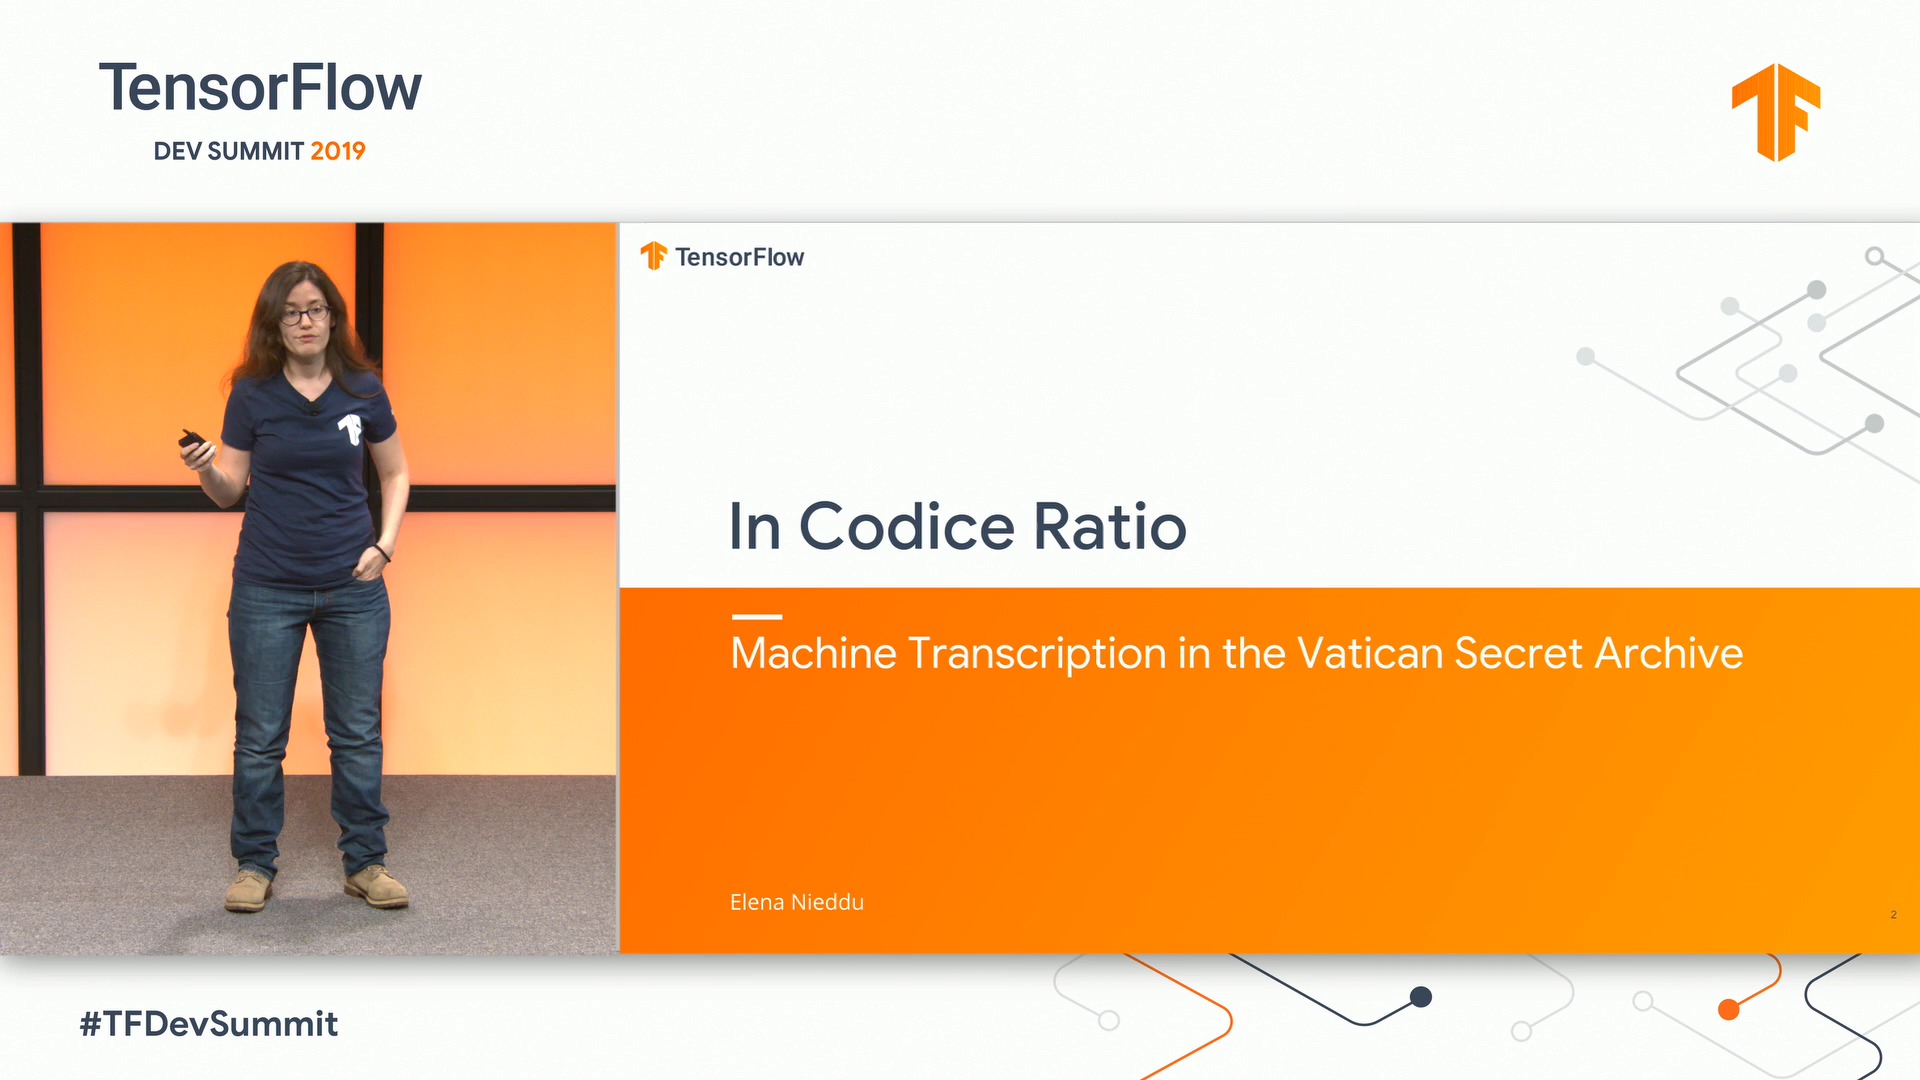 TensorFlow
DEV SUMMIT 2019
TensorFlow
In Codice Ratio
Machine Transcription in the Vatican Secret Archive
Elena Nieddu
2
#TFDevSummit